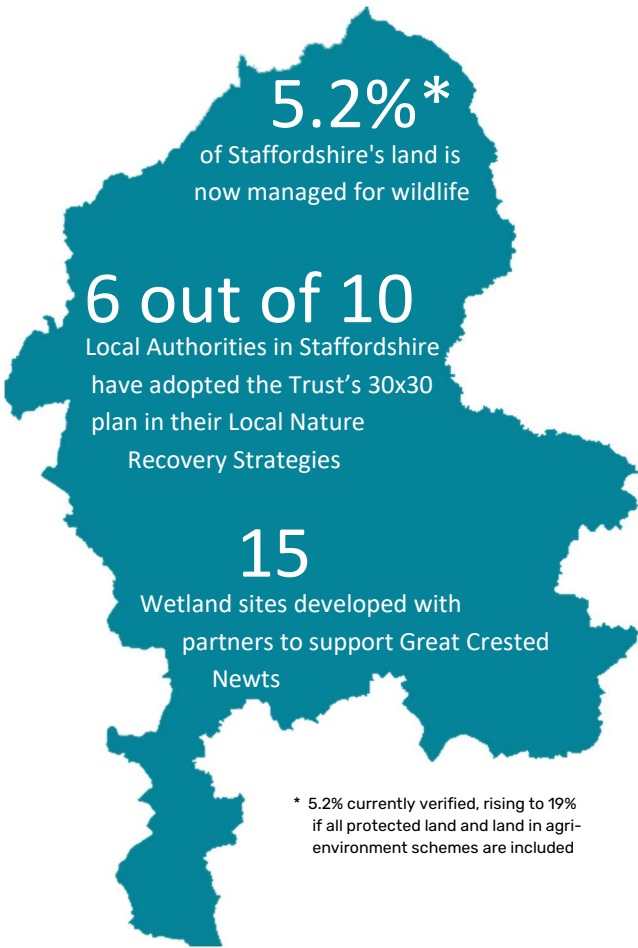 5.2%*
of Staffordshire's land is
now managed for wildlife
6 out of 10
Local Authorities in Staffordshire
have adopted the Trust’s 30x30
plan in their Local Nature
Recovery Strategies
15
Wetland sites developed with
partners to support Great Crested
Newts
* 5.2% currently verified, rising to 19%
if all protected land and land in agri-
environment schemes are included